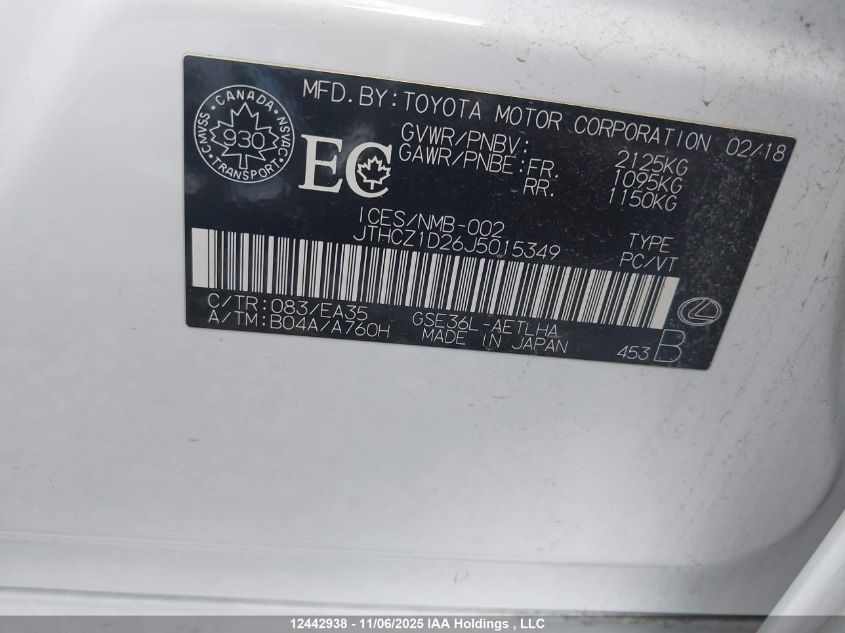 MFD.BY:TOYOTA MOTOR CORPORATION 02/18
CANADA
CMVSS 930 NSVAC
TRANSPORT
EC
GVWR/PNBV: 2125KG
GAWR/PNBE:FR. 1095KG
RR. 1150KG
ICES/NMB-002
JTHCZ1D26J5015349
TYPE
PC/VT
C/TR:083/EA35
A/TM:B04A/A760H
GSE36L-AETLHA
MADE IN JAPAN
453 B
12442938 - 11/06/2025 IAA Holdings , LLC